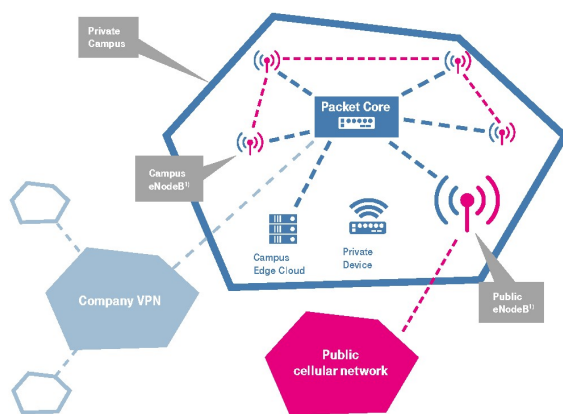 Private
Campus
Packet Core
Campus
eNodeB¹⁾
Campus
Edge Cloud
Private
Device
Company VPN
Public
eNodeB¹⁾
Public
cellular network